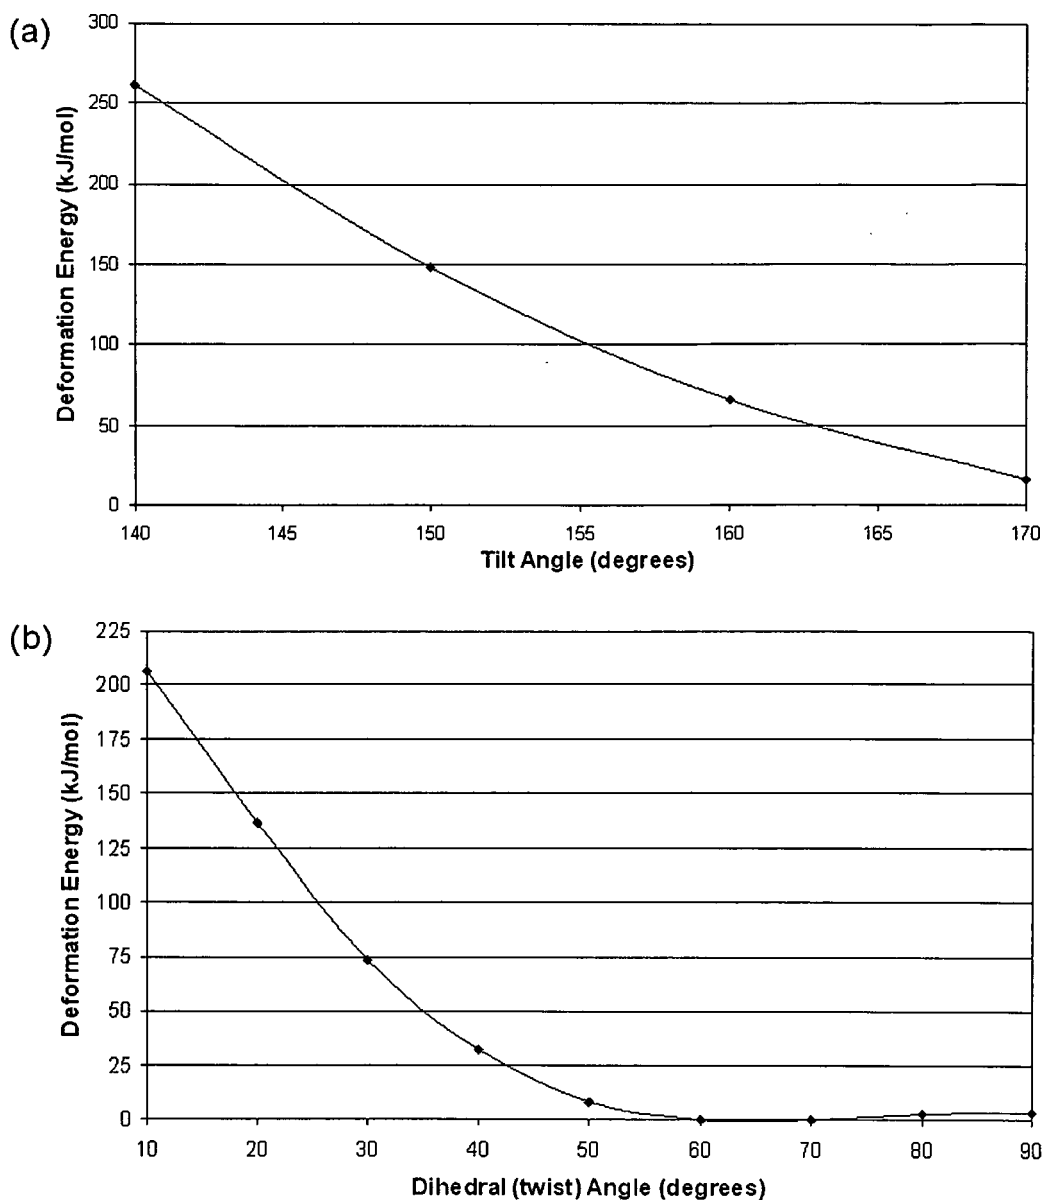 (a)
300
250
200
150
100
50
0
Deformation Energy (kJ/mol)
140 145 150 155 160 165 170
Tilt Angle (degrees)
(b)
225
200
175
150
125
100
75
50
25
0
Deformation Energy (kJ/mol)
10 20 30 40 50 60 70 80 90
Dihedral (twist) Angle (degrees)